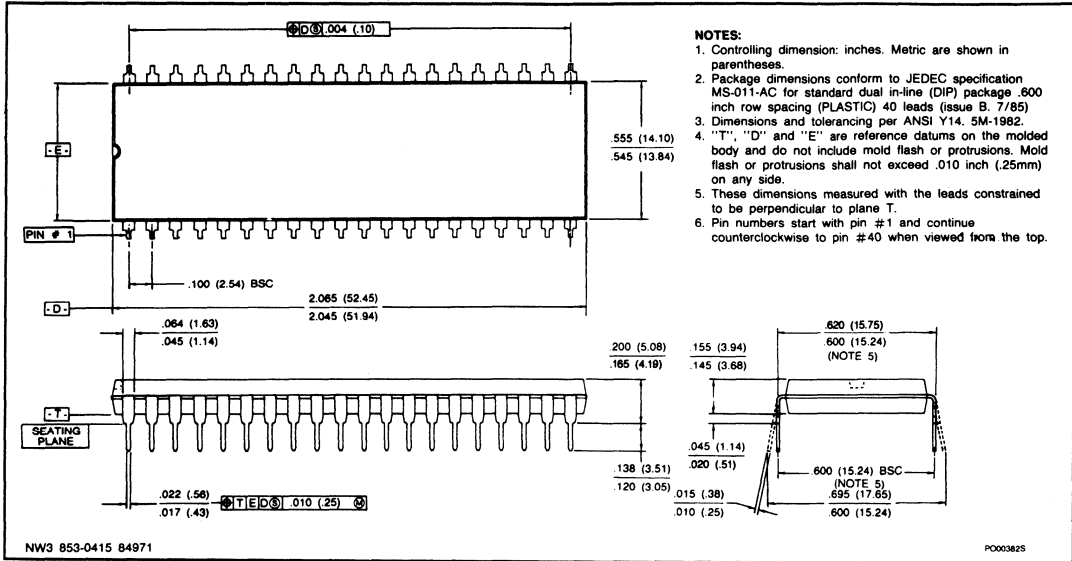 ⌖ D Ⓢ .004 (.10)
NOTES:
1. Controlling dimension: inches. Metric are shown in
parentheses.
2. Package dimensions conform to JEDEC specification
MS-011-AC for standard dual in-line (DIP) package .600
inch row spacing (PLASTIC) 40 leads (issue B. 7/85)
3. Dimensions and tolerancing per ANSI Y14. 5M-1982.
4. "T", "D" and "E" are reference datums on the molded
body and do not include mold flash or protrusions. Mold
flash or protrusions shall not exceed .010 inch (.25mm)
on any side.
5. These dimensions measured with the leads constrained
to be perpendicular to plane T.
6. Pin numbers start with pin #1 and continue
counterclockwise to pin #40 when viewed from the top.
-E-
.555 (14.10)
.545 (13.84)
PIN # 1
.100 (2.54) BSC
-D-
2.065 (52.45)
2.045 (51.94)
.064 (1.63)
.045 (1.14)
.200 (5.08)
.165 (4.19)
.155 (3.94)
.145 (3.68)
.620 (15.75)
.600 (15.24)
(NOTE 5)
-T-
SEATING
PLANE
.045 (1.14)
.020 (.51)
.138 (3.51)
.120 (3.05)
.600 (15.24) BSC
(NOTE 5)
.022 (.56)
.017 (.43)
⌖ T E D Ⓢ .010 (.25) Ⓜ
.015 (.38)
.010 (.25)
.695 (17.65)
.600 (15.24)
NW3 853-0415 84971
PO00382S